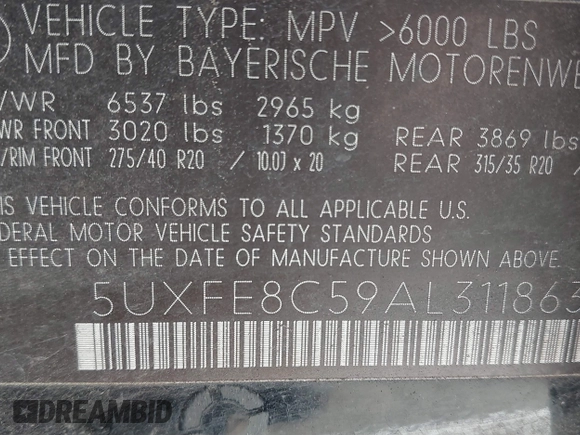 VEHICLE TYPE: MPV >6000 LBS
MFD BY BAYERISCHE MOTORENWE
/WR 6537 lbs 2965 kg
WR FRONT 3020 lbs 1370 kg REAR 3869 lbs
/RIM FRONT 275/40 R20 / 10.0J x 20 REAR 315/35 R20 /
IS VEHICLE CONFORMS TO ALL APPLICABLE U.S.
DERAL MOTOR VEHICLE SAFETY STANDARDS
EFFECT ON THE DATE OF MANUFACTURE SHOWN ABOVE.
5UXFE8C59AL311863
DREAMBID